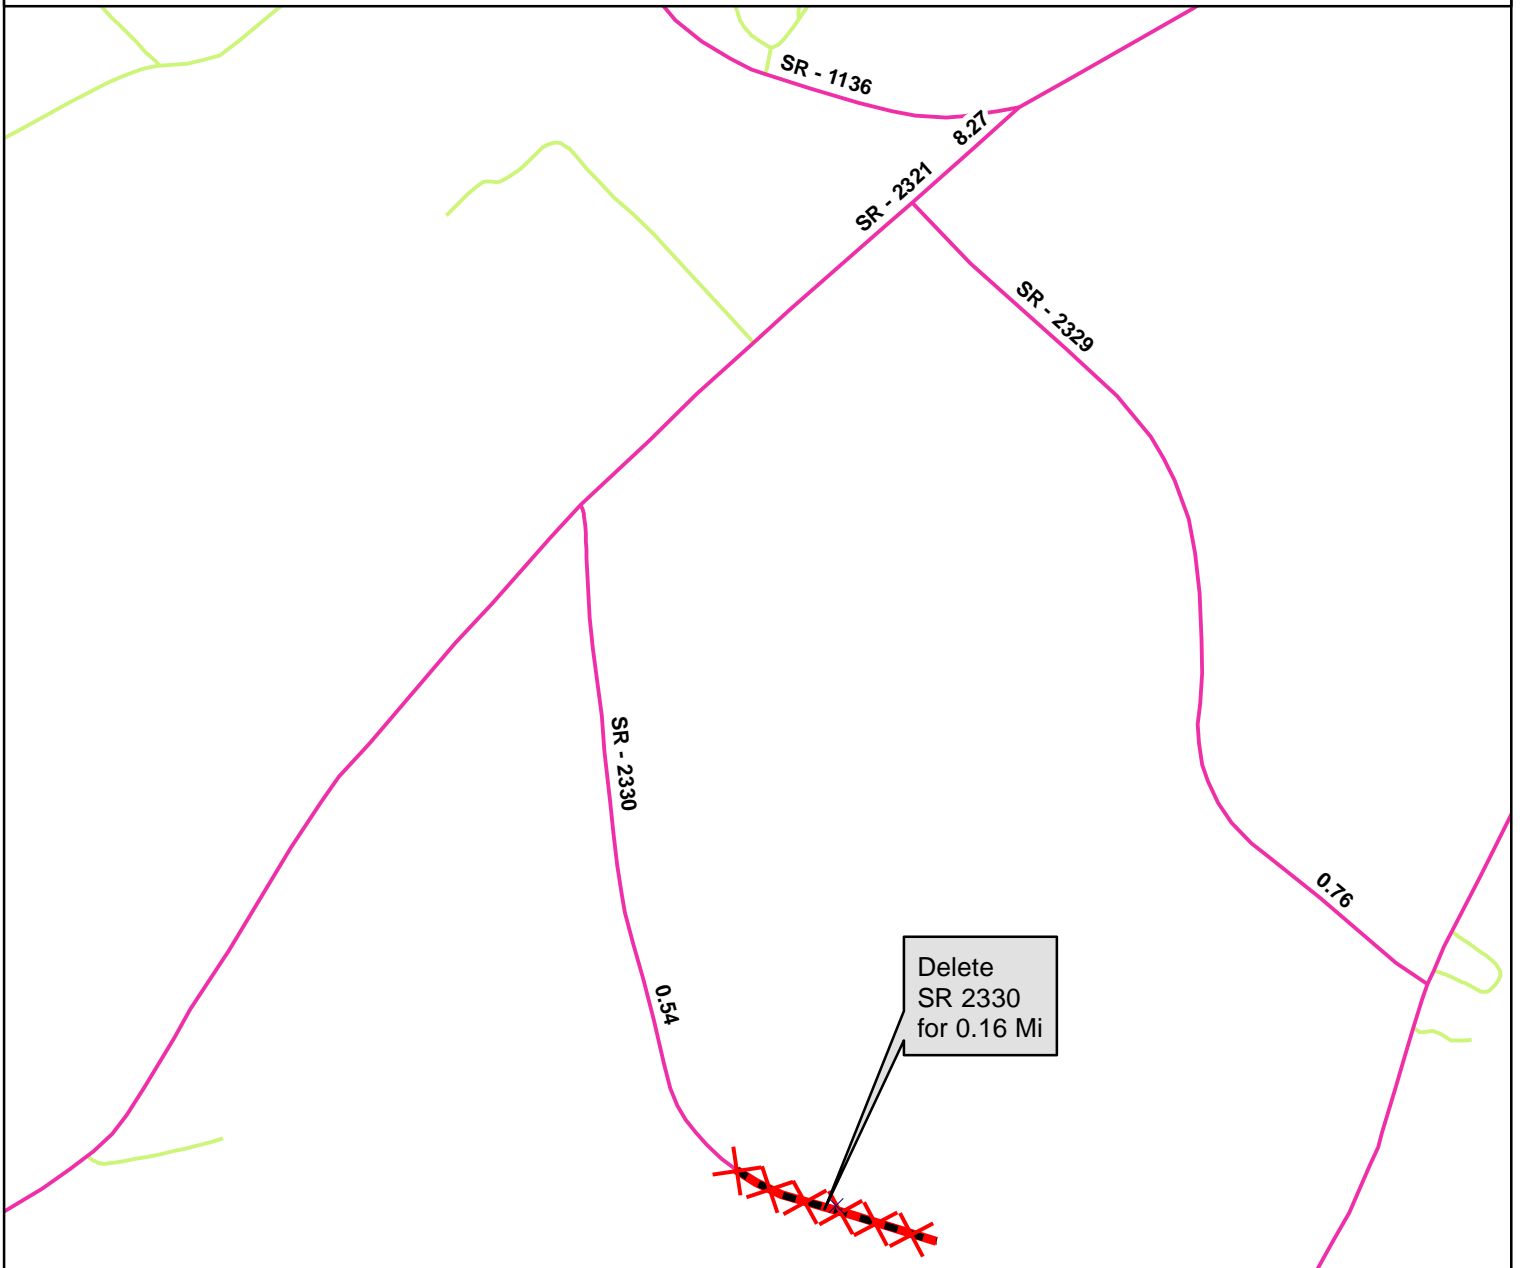 SR - 1136
8.27
SR - 2321
SR - 2329
SR - 2330
0.76
0.54
Delete
SR 2330
for 0.16 Mi